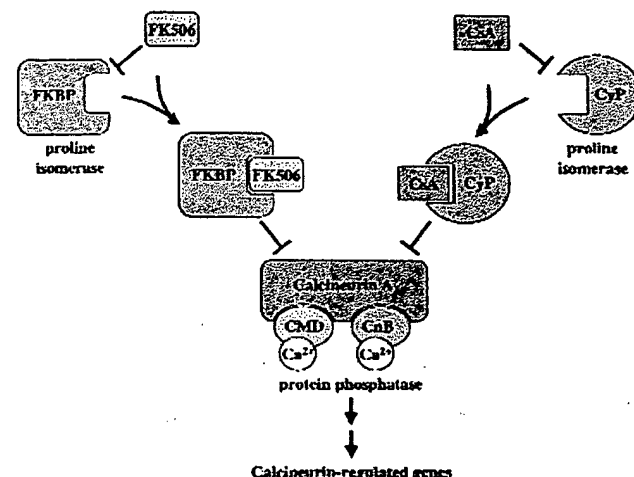 FK506
CsA
FKBP
CyP
proline
isomerase
proline
isomerase
FKBP
FK506
CsA
CyP
Calcineurin A
CMD
CnB
Ca2+
Ca2+
protein phosphatase
Calcineurin-regulated genes